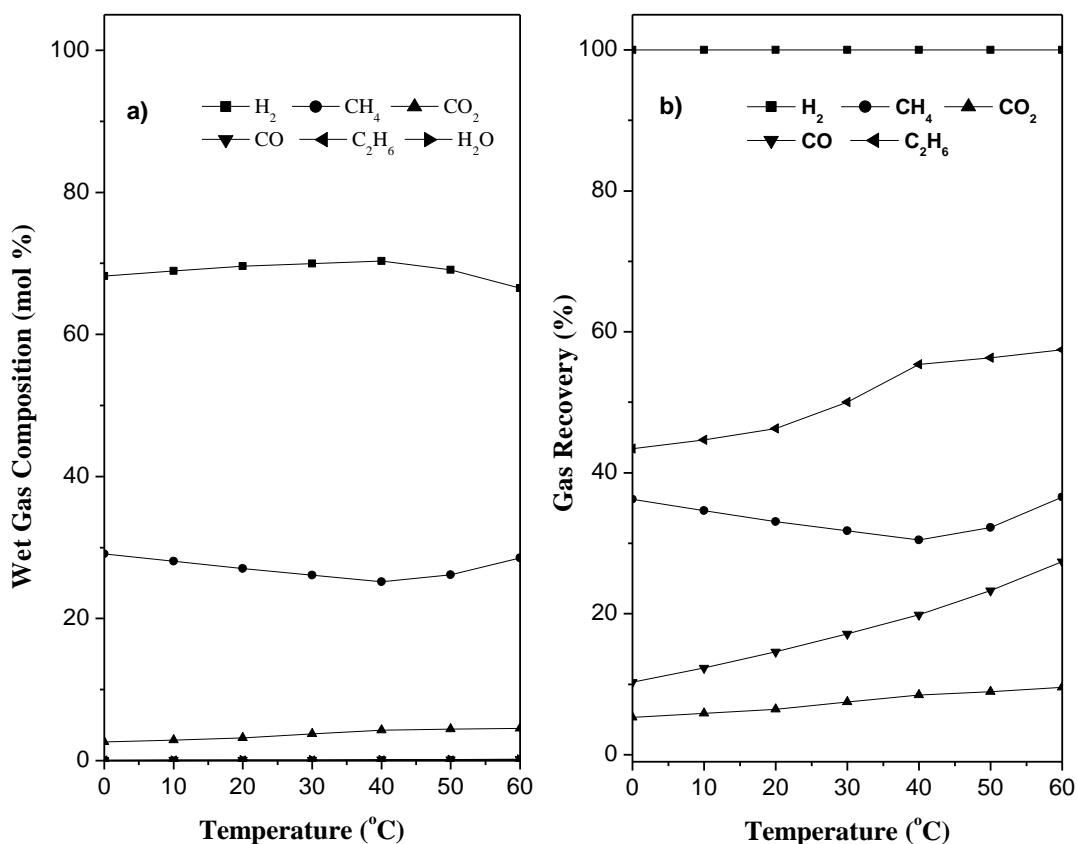 a)
H2 CH4 CO2
CO C2H6 H2O
Wet Gas Composition (mol %)
100
80
60
40
20
0
0 10 20 30 40 50 60
Temperature (oC)
b)
H2 CH4 CO2
CO C2H6
Gas Recovery (%)
100
80
60
40
20
0
0 10 20 30 40 50 60
Temperature (oC)